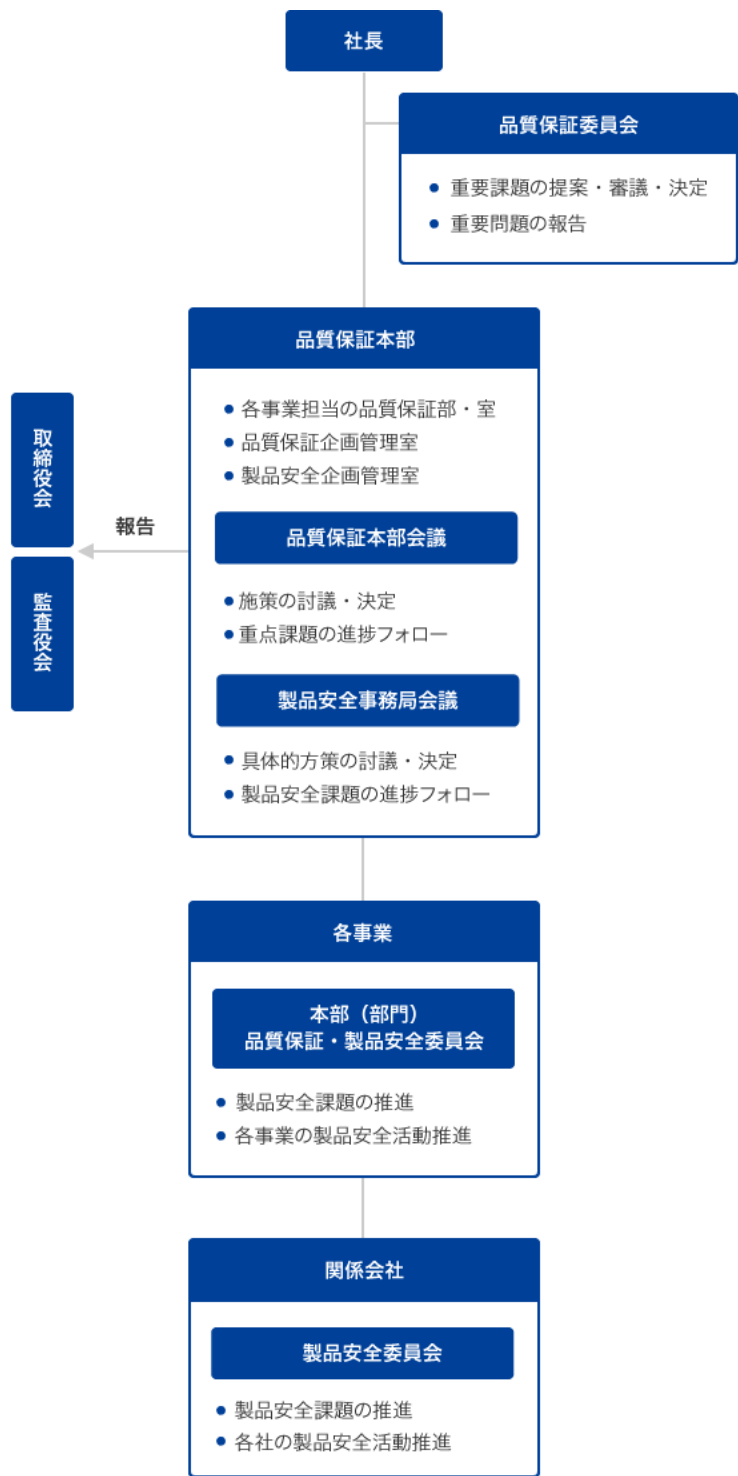 社長
品質保証委員会
• 重要課題の提案・審議・決定
• 重要問題の報告
品質保証本部
• 各事業担当の品質保証部・室
• 品質保証企画管理室
• 製品安全企画管理室
品質保証本部会議
• 施策の討議・決定
• 重点課題の進捗フォロー
製品安全事務局会議
• 具体的方策の討議・決定
• 製品安全課題の進捗フォロー
報告
取締役会
監査役会
各事業
本部（部門）
品質保証・製品安全委員会
• 製品安全課題の推進
• 各事業の製品安全活動推進
関係会社
製品安全委員会
• 製品安全課題の推進
• 各社の製品安全活動推進